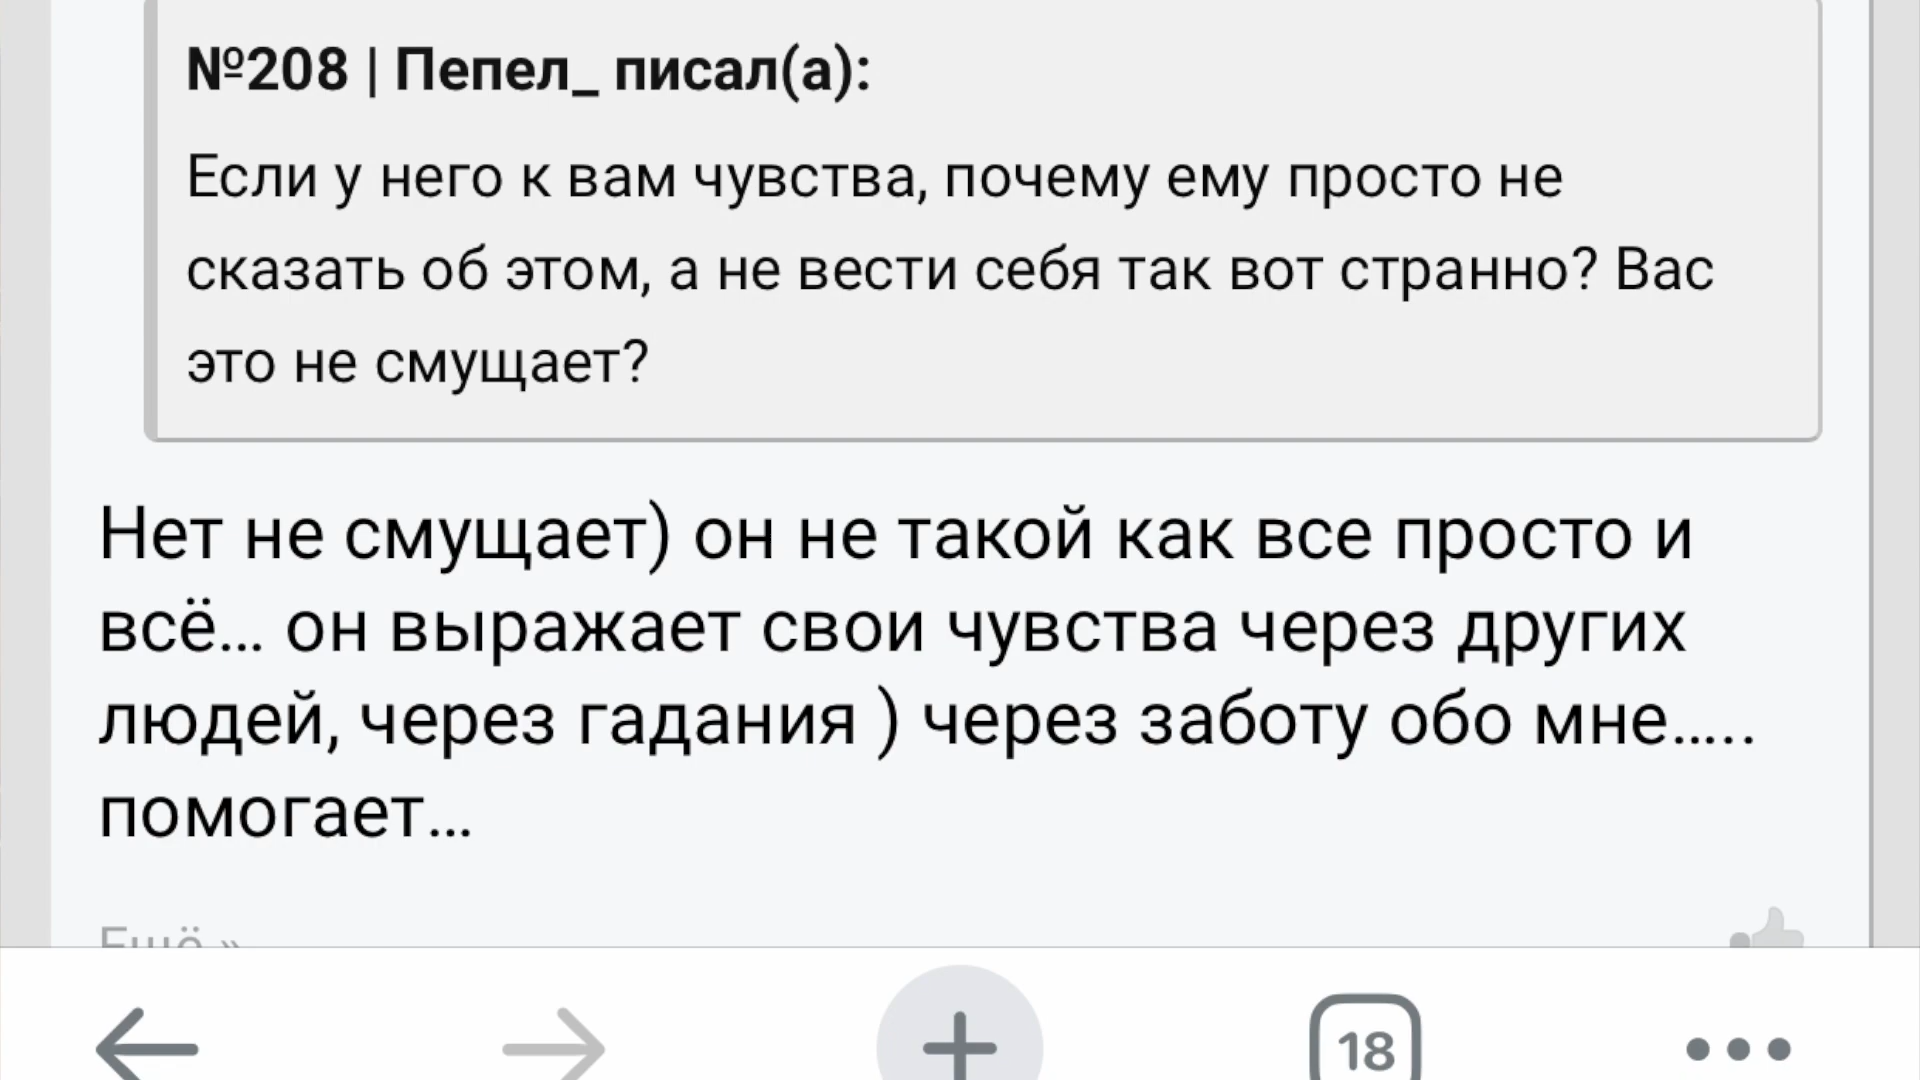 №208 | Пепел_ писал(а):
Если у него к вам чувства, почему ему просто не
сказать об этом, а не вести себя так вот странно? Вас
это не смущает?
Нет не смущает) он не такой как все просто и
всё... он выражает свои чувства через других
людей, через гадания ) через заботу обо мне.....
помогает...
Ещё »
18